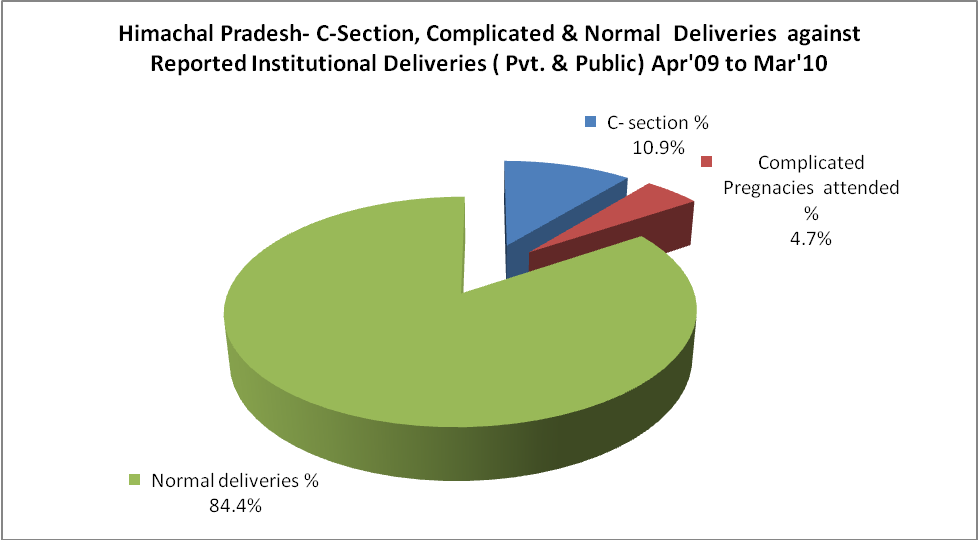 Himachal Pradesh- C-Section, Complicated & Normal Deliveries against
Reported Institutional Deliveries ( Pvt. & Public) Apr'09 to Mar'10
C- section %
10.9%
Complicated
Pregnacies attended
%
4.7%
Normal deliveries %
84.4%